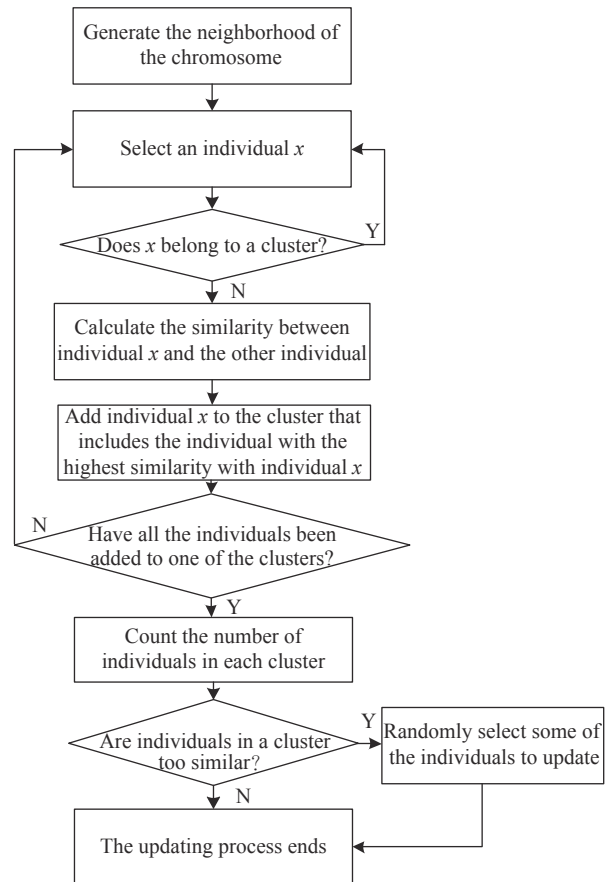 Generate the neighborhood of
the chromosome
Select an individual x
Does x belong to a cluster?
Y
N
Calculate the similarity between
individual x and the other individual
Add individual x to the cluster that
includes the individual with the
highest similarity with individual x
N
Have all the individuals been
added to one of the clusters?
Y
Count the number of
individuals in each cluster
Are individuals in a cluster
too similar?
Y
Randomly select some of
the individuals to update
N
The updating process ends